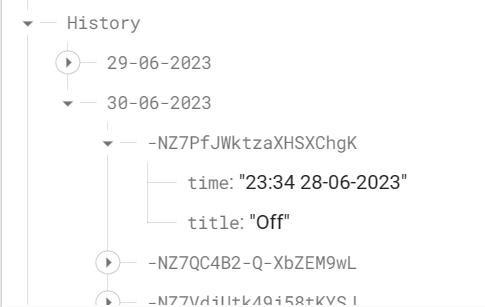 History
29-06-2023
30-06-2023
-NZ7PfJWktzaXHSXChgK
time: "23:34 28-06-2023"
title: "Off"
-NZ7QC4B2-Q-XbZEM9wL